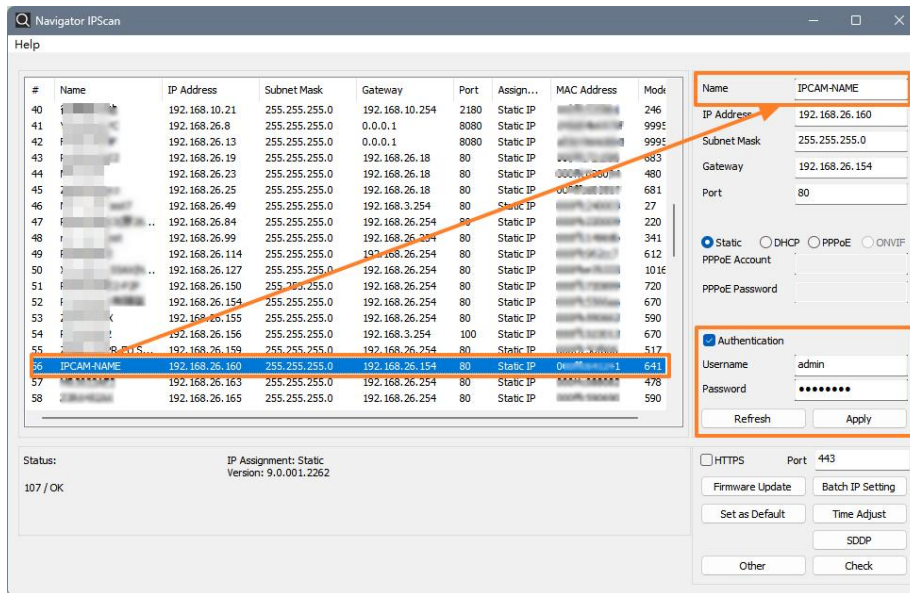 Navigator IPScan
Help
# Name IP Address Subnet Mask Gateway Port Assign... MAC Address Mode
40 192.168.10.21 255.255.255.0 192.168.10.254 2180 Static IP 246
41 192.168.26.8 255.255.255.0 0.0.0.1 8080 Static IP 9995
42 192.168.26.13 255.255.255.0 0.0.0.1 8080 Static IP 9995
43 192.168.26.19 255.255.255.0 192.168.26.18 80 Static IP 683
44 192.168.26.23 255.255.255.0 192.168.26.18 80 Static IP 480
45 192.168.26.25 255.255.255.0 192.168.26.18 80 Static IP 681
46 192.168.26.49 255.255.255.0 192.168.3.254 80 Static IP 27
47 192.168.26.84 255.255.255.0 192.168.26.254 80 Static IP 220
48 192.168.26.99 255.255.255.0 192.168.26.254 80 Static IP 341
49 192.168.26.114 255.255.255.0 192.168.26.254 80 Static IP 612
50 192.168.26.127 255.255.255.0 192.168.26.254 80 Static IP 1016
51 192.168.26.150 255.255.255.0 192.168.26.254 80 Static IP 720
52 192.168.26.154 255.255.255.0 192.168.26.254 80 Static IP 670
53 192.168.26.155 255.255.255.0 192.168.26.254 80 Static IP 590
54 192.168.26.156 255.255.255.0 192.168.3.254 100 Static IP 670
55 192.168.26.159 255.255.255.0 192.168.26.254 80 Static IP 517
56 IPCAM-NAME 192.168.26.160 255.255.255.0 192.168.26.154 80 Static IP 641
57 192.168.26.163 255.255.255.0 192.168.26.254 80 Static IP 478
58 192.168.26.165 255.255.255.0 192.168.26.254 80 Static IP 590
Name IPCAM-NAME
IP Address 192.168.26.160
Subnet Mask 255.255.255.0
Gateway 192.168.26.154
Port 80
Static DHCP PPPoE ONVIF
PPPoE Account
PPPoE Password
Authentication
Username admin
Password ••••••••
Refresh Apply
Status: IP Assignment: Static
Version: 9.0.001.2262
107 / OK
HTTPS Port 443
Firmware Update Batch IP Setting
Set as Default Time Adjust
SDDP
Other Check